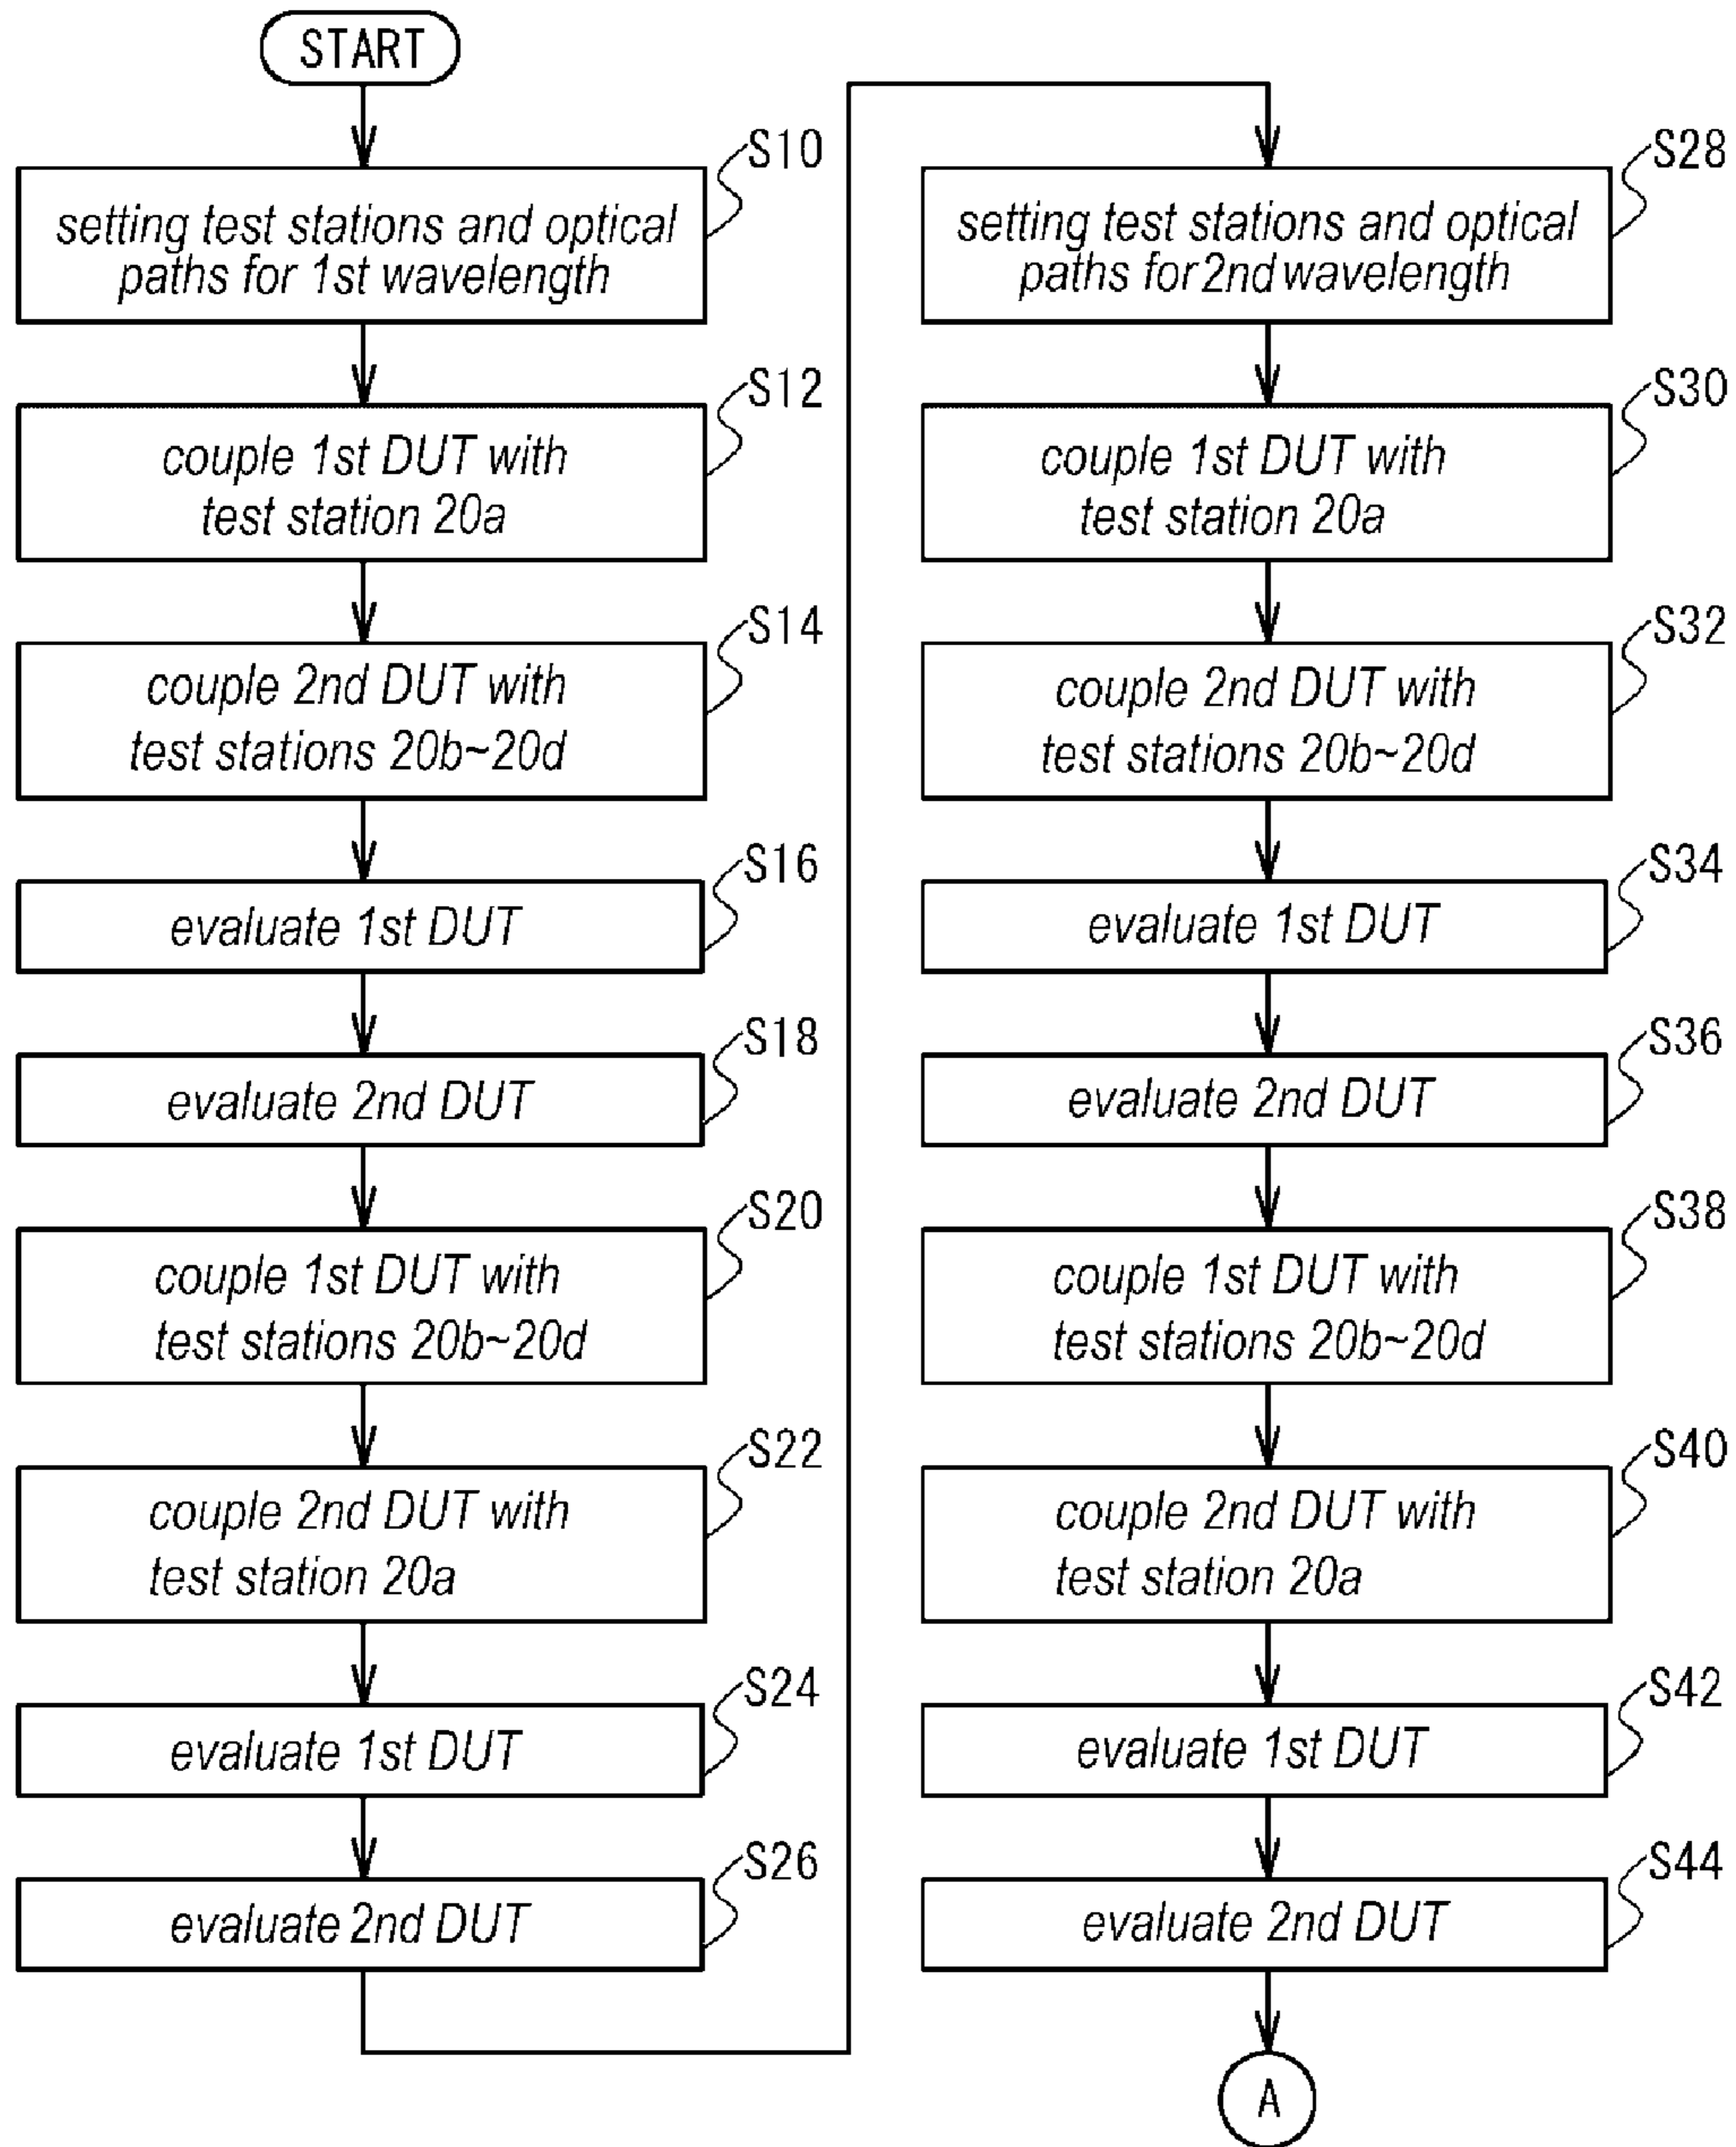 START
S10
setting test stations and optical
paths for 1st wavelength
S12
couple 1st DUT with
test station 20a
S14
couple 2nd DUT with
test stations 20b~20d
S16
evaluate 1st DUT
S18
evaluate 2nd DUT
S20
couple 1st DUT with
test stations 20b~20d
S22
couple 2nd DUT with
test station 20a
S24
evaluate 1st DUT
S26
evaluate 2nd DUT
S28
setting test stations and optical
paths for 2nd wavelength
S30
couple 1st DUT with
test station 20a
S32
couple 2nd DUT with
test stations 20b~20d
S34
evaluate 1st DUT
S36
evaluate 2nd DUT
S38
couple 1st DUT with
test stations 20b~20d
S40
couple 2nd DUT with
test station 20a
S42
evaluate 1st DUT
S44
evaluate 2nd DUT
A